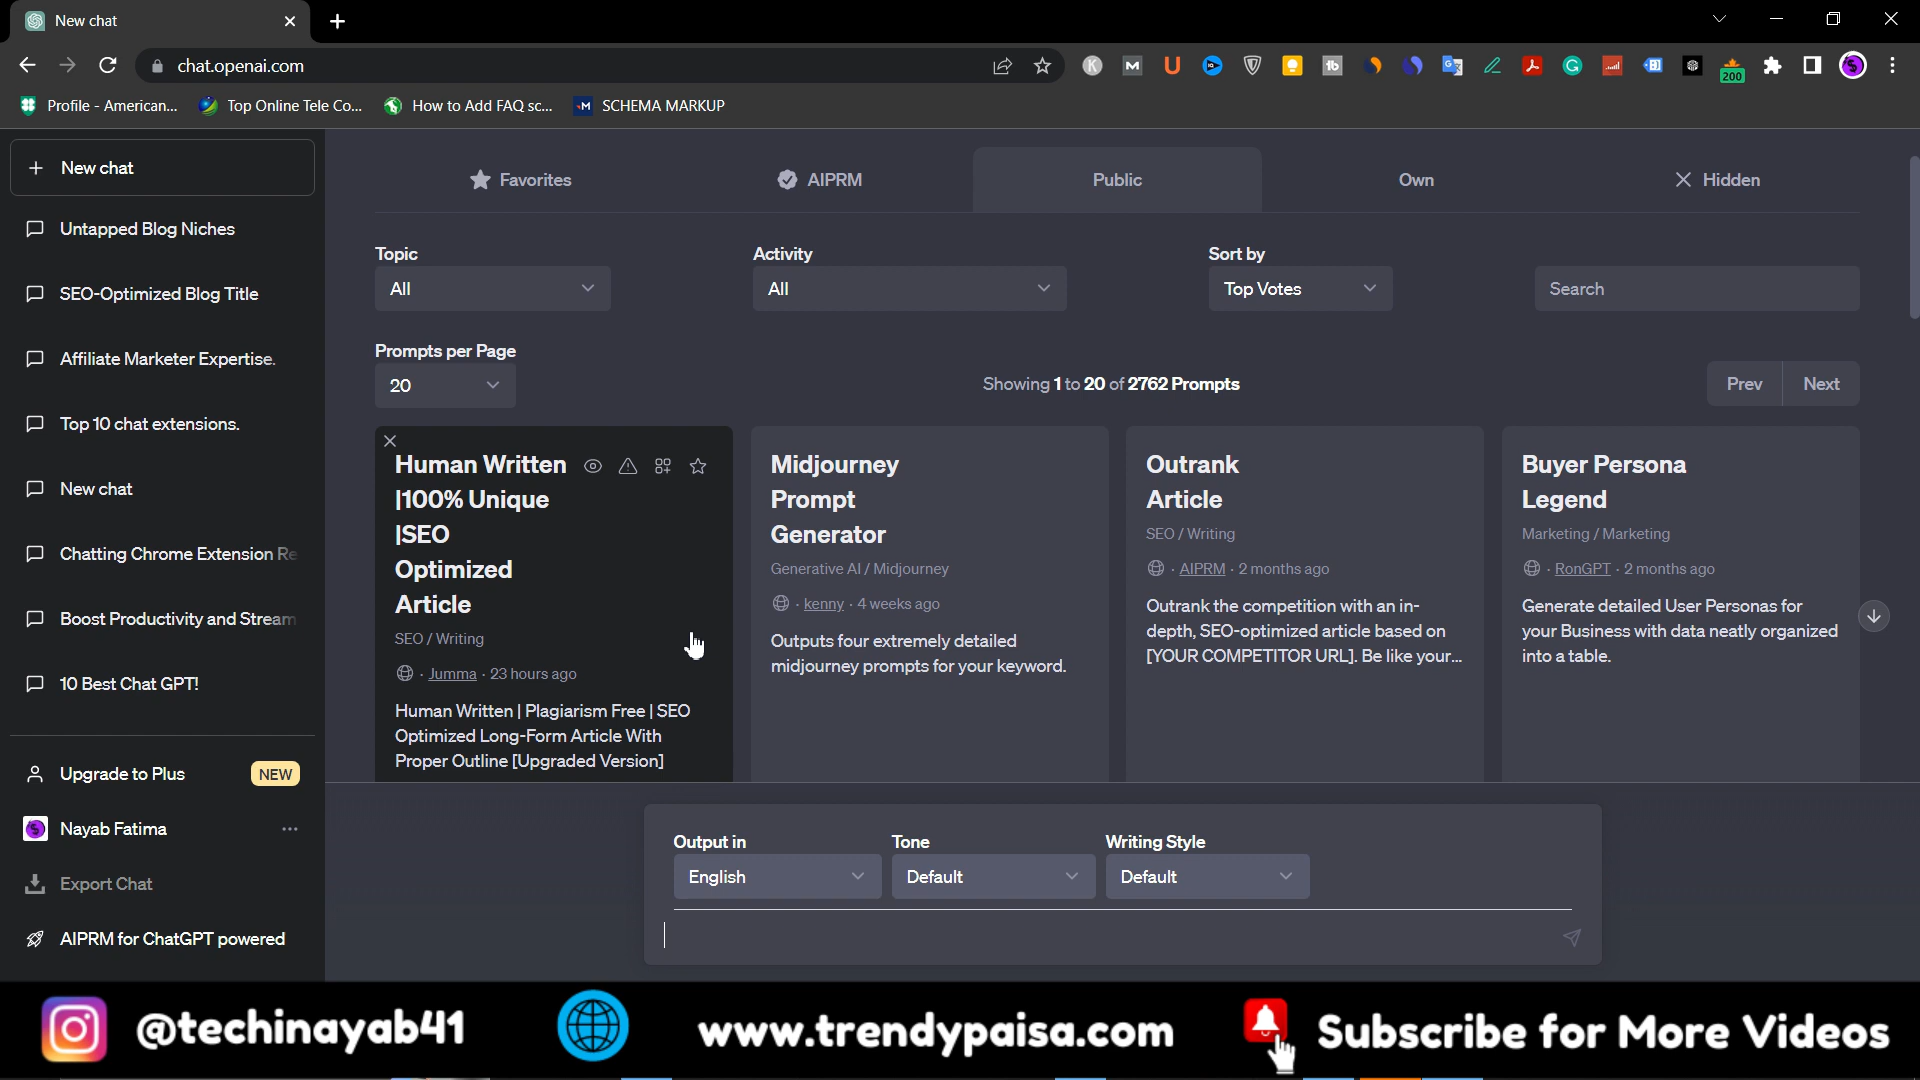 New chat
chat.openai.com
200
Profile - American...
Top Online Tele Co...
How to Add FAQ sc...
SCHEMA MARKUP
New chat
Untapped Blog Niches
SEO-Optimized Blog Title
Affiliate Marketer Expertise.
Top 10 chat extensions.
New chat
Chatting Chrome Extension Re
Boost Productivity and Stream
10 Best Chat GPT!
Upgrade to Plus
NEW
Nayab Fatima
Export Chat
AIPRM for ChatGPT powered
Favorites
AIPRM
Public
Own
Hidden
Topic
All
Activity
All
Sort by
Top Votes
Search
Prompts per Page
20
Showing 1 to 20 of 2762 Prompts
Prev
Next
Human Written
|100% Unique
|SEO
Optimized
Article
SEO / Writing
· Jumma · 23 hours ago
Human Written | Plagiarism Free | SEO
Optimized Long-Form Article With
Proper Outline [Upgraded Version]
Midjourney
Prompt
Generator
Generative AI / Midjourney
· kenny · 4 weeks ago
Outputs four extremely detailed
midjourney prompts for your keyword.
Outrank
Article
SEO / Writing
· AIPRM · 2 months ago
Outrank the competition with an in-
depth, SEO-optimized article based on
[YOUR COMPETITOR URL]. Be like your...
Buyer Persona
Legend
Marketing / Marketing
· RonGPT · 2 months ago
Generate detailed User Personas for
your Business with data neatly organized
into a table.
Output in
English
Tone
Default
Writing Style
Default
@techinayab41
www.trendypaisa.com
Subscribe for More Videos